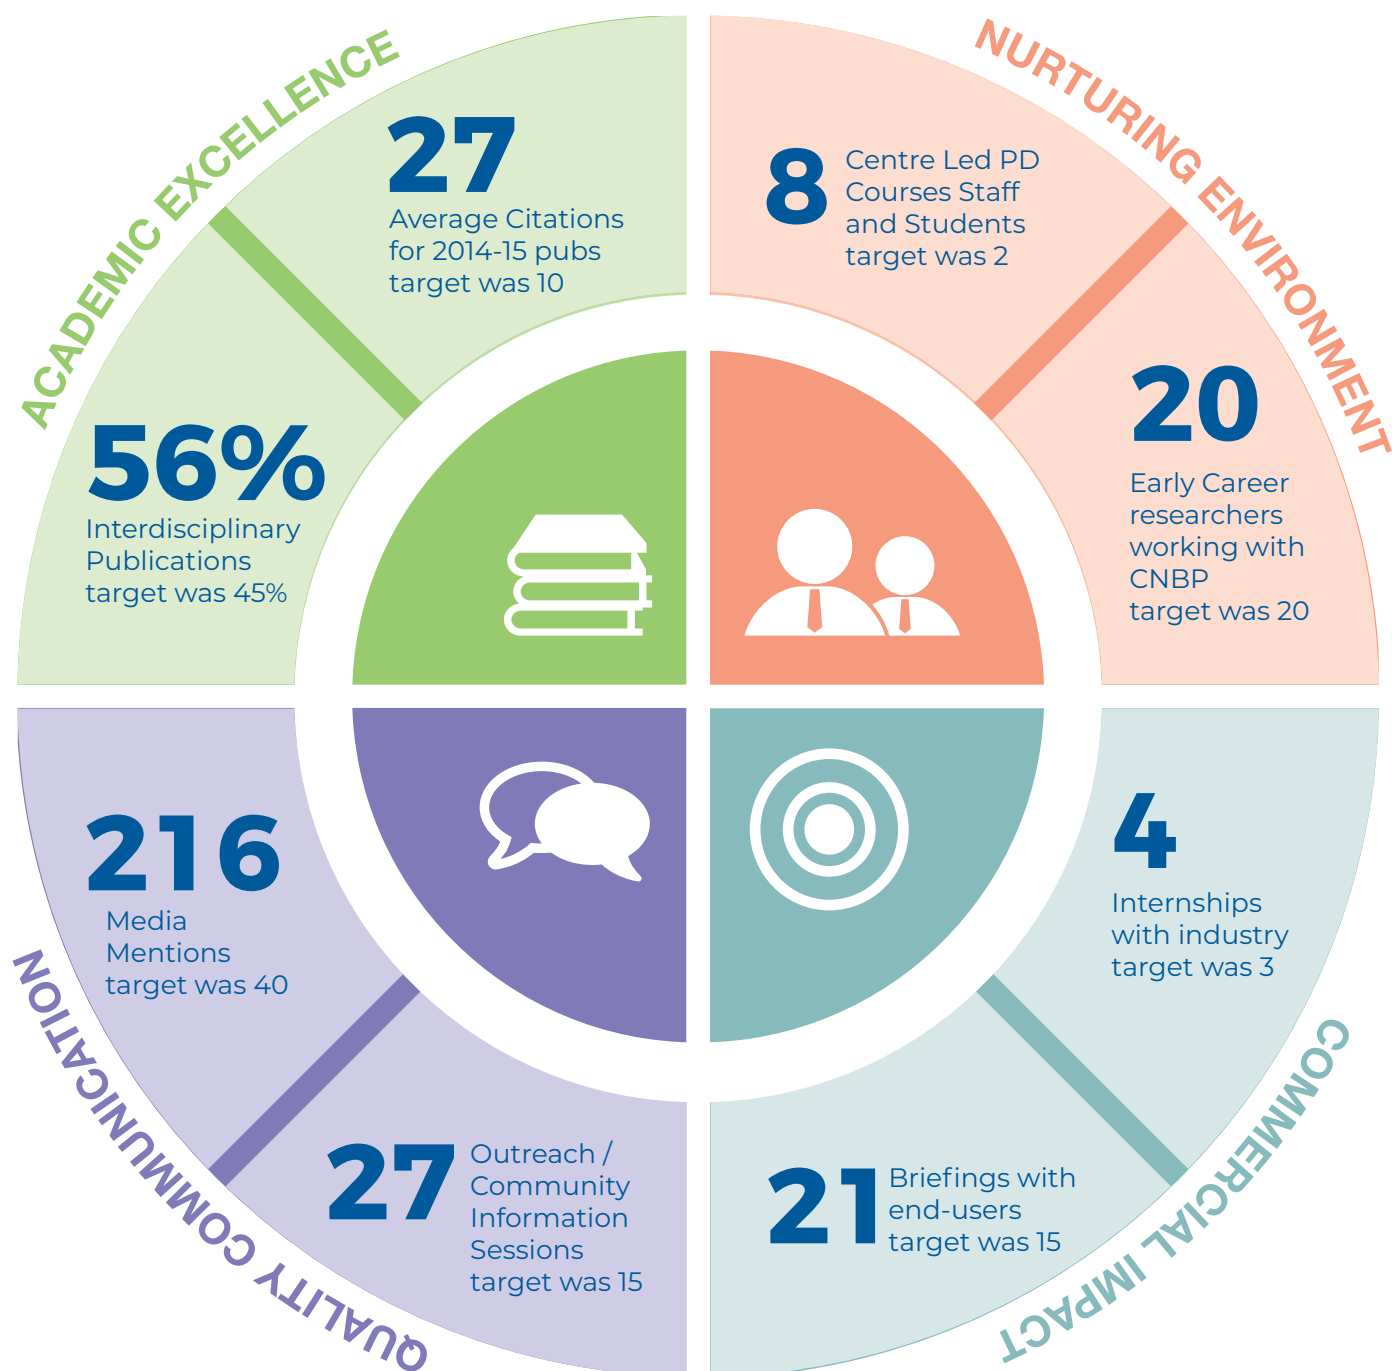 ACADEMIC EXCELLENCE
27
Average Citations
for 2014-15 pubs
target was 10
56%
Interdisciplinary
Publications
target was 45%
NURTURING ENVIRONMENT
8
Centre Led PD
Courses Staff
and Students
target was 2
20
Early Career
researchers
working with
CNBP
target was 20
216
Media
Mentions
target was 40
27
Outreach /
Community
Information
Sessions
target was 15
QUALITY COMMUNICATION
4
Internships
with industry
target was 3
21
Briefings with
end-users
target was 15
COMMERCIAL IMPACT